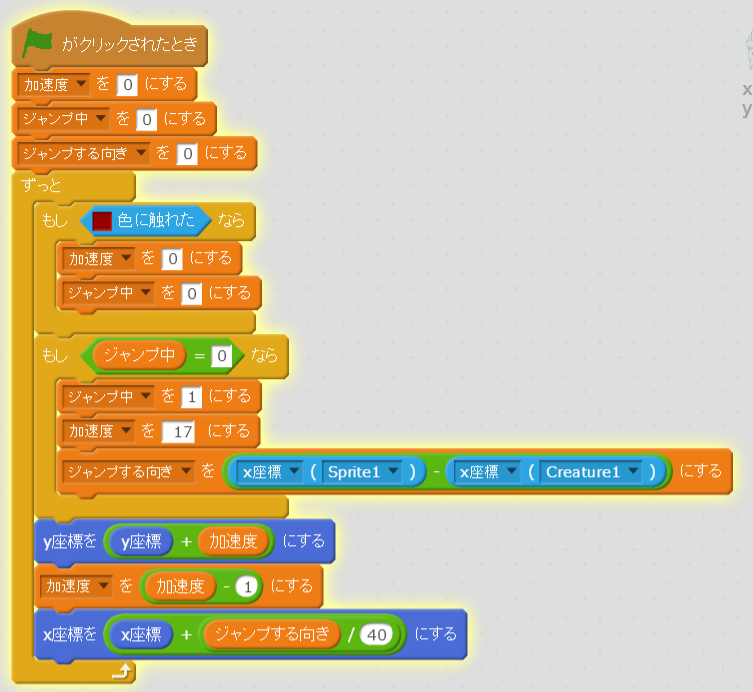 がクリックされたとき
加速度 を 0 にする
ジャンプ中 を 0 にする
ジャンプする向き を 0 にする
ずっと
もし 色に触れた なら
加速度 を 0 にする
ジャンプ中 を 0 にする
もし ジャンプ中 = 0 なら
ジャンプ中 を 1 にする
加速度 を 17 にする
ジャンプする向き を x座標 ( Sprite1 ) - x座標 ( Creature1 ) にする
y座標を y座標 + 加速度 にする
加速度 を 加速度 - 1 にする
x座標を x座標 + ジャンプする向き / 40 にする
x
y